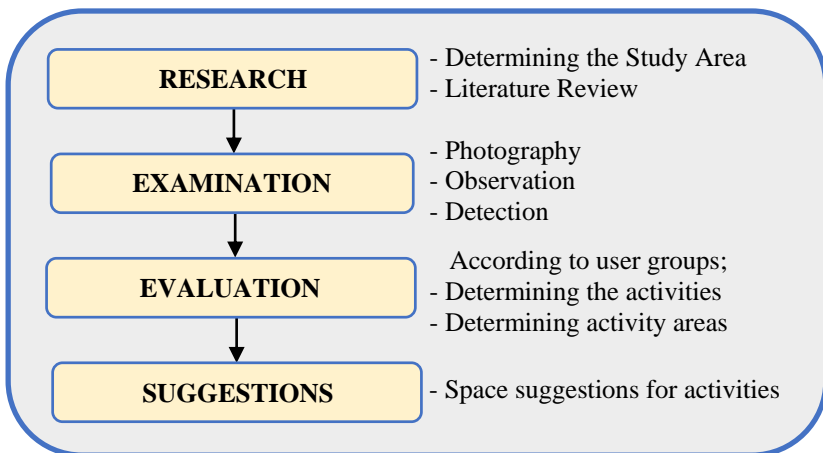 RESEARCH
- Determining the Study Area
- Literature Review
EXAMINATION
- Photography
- Observation
- Detection
EVALUATION
According to user groups;
- Determining the activities
- Determining activity areas
SUGGESTIONS
- Space suggestions for activities